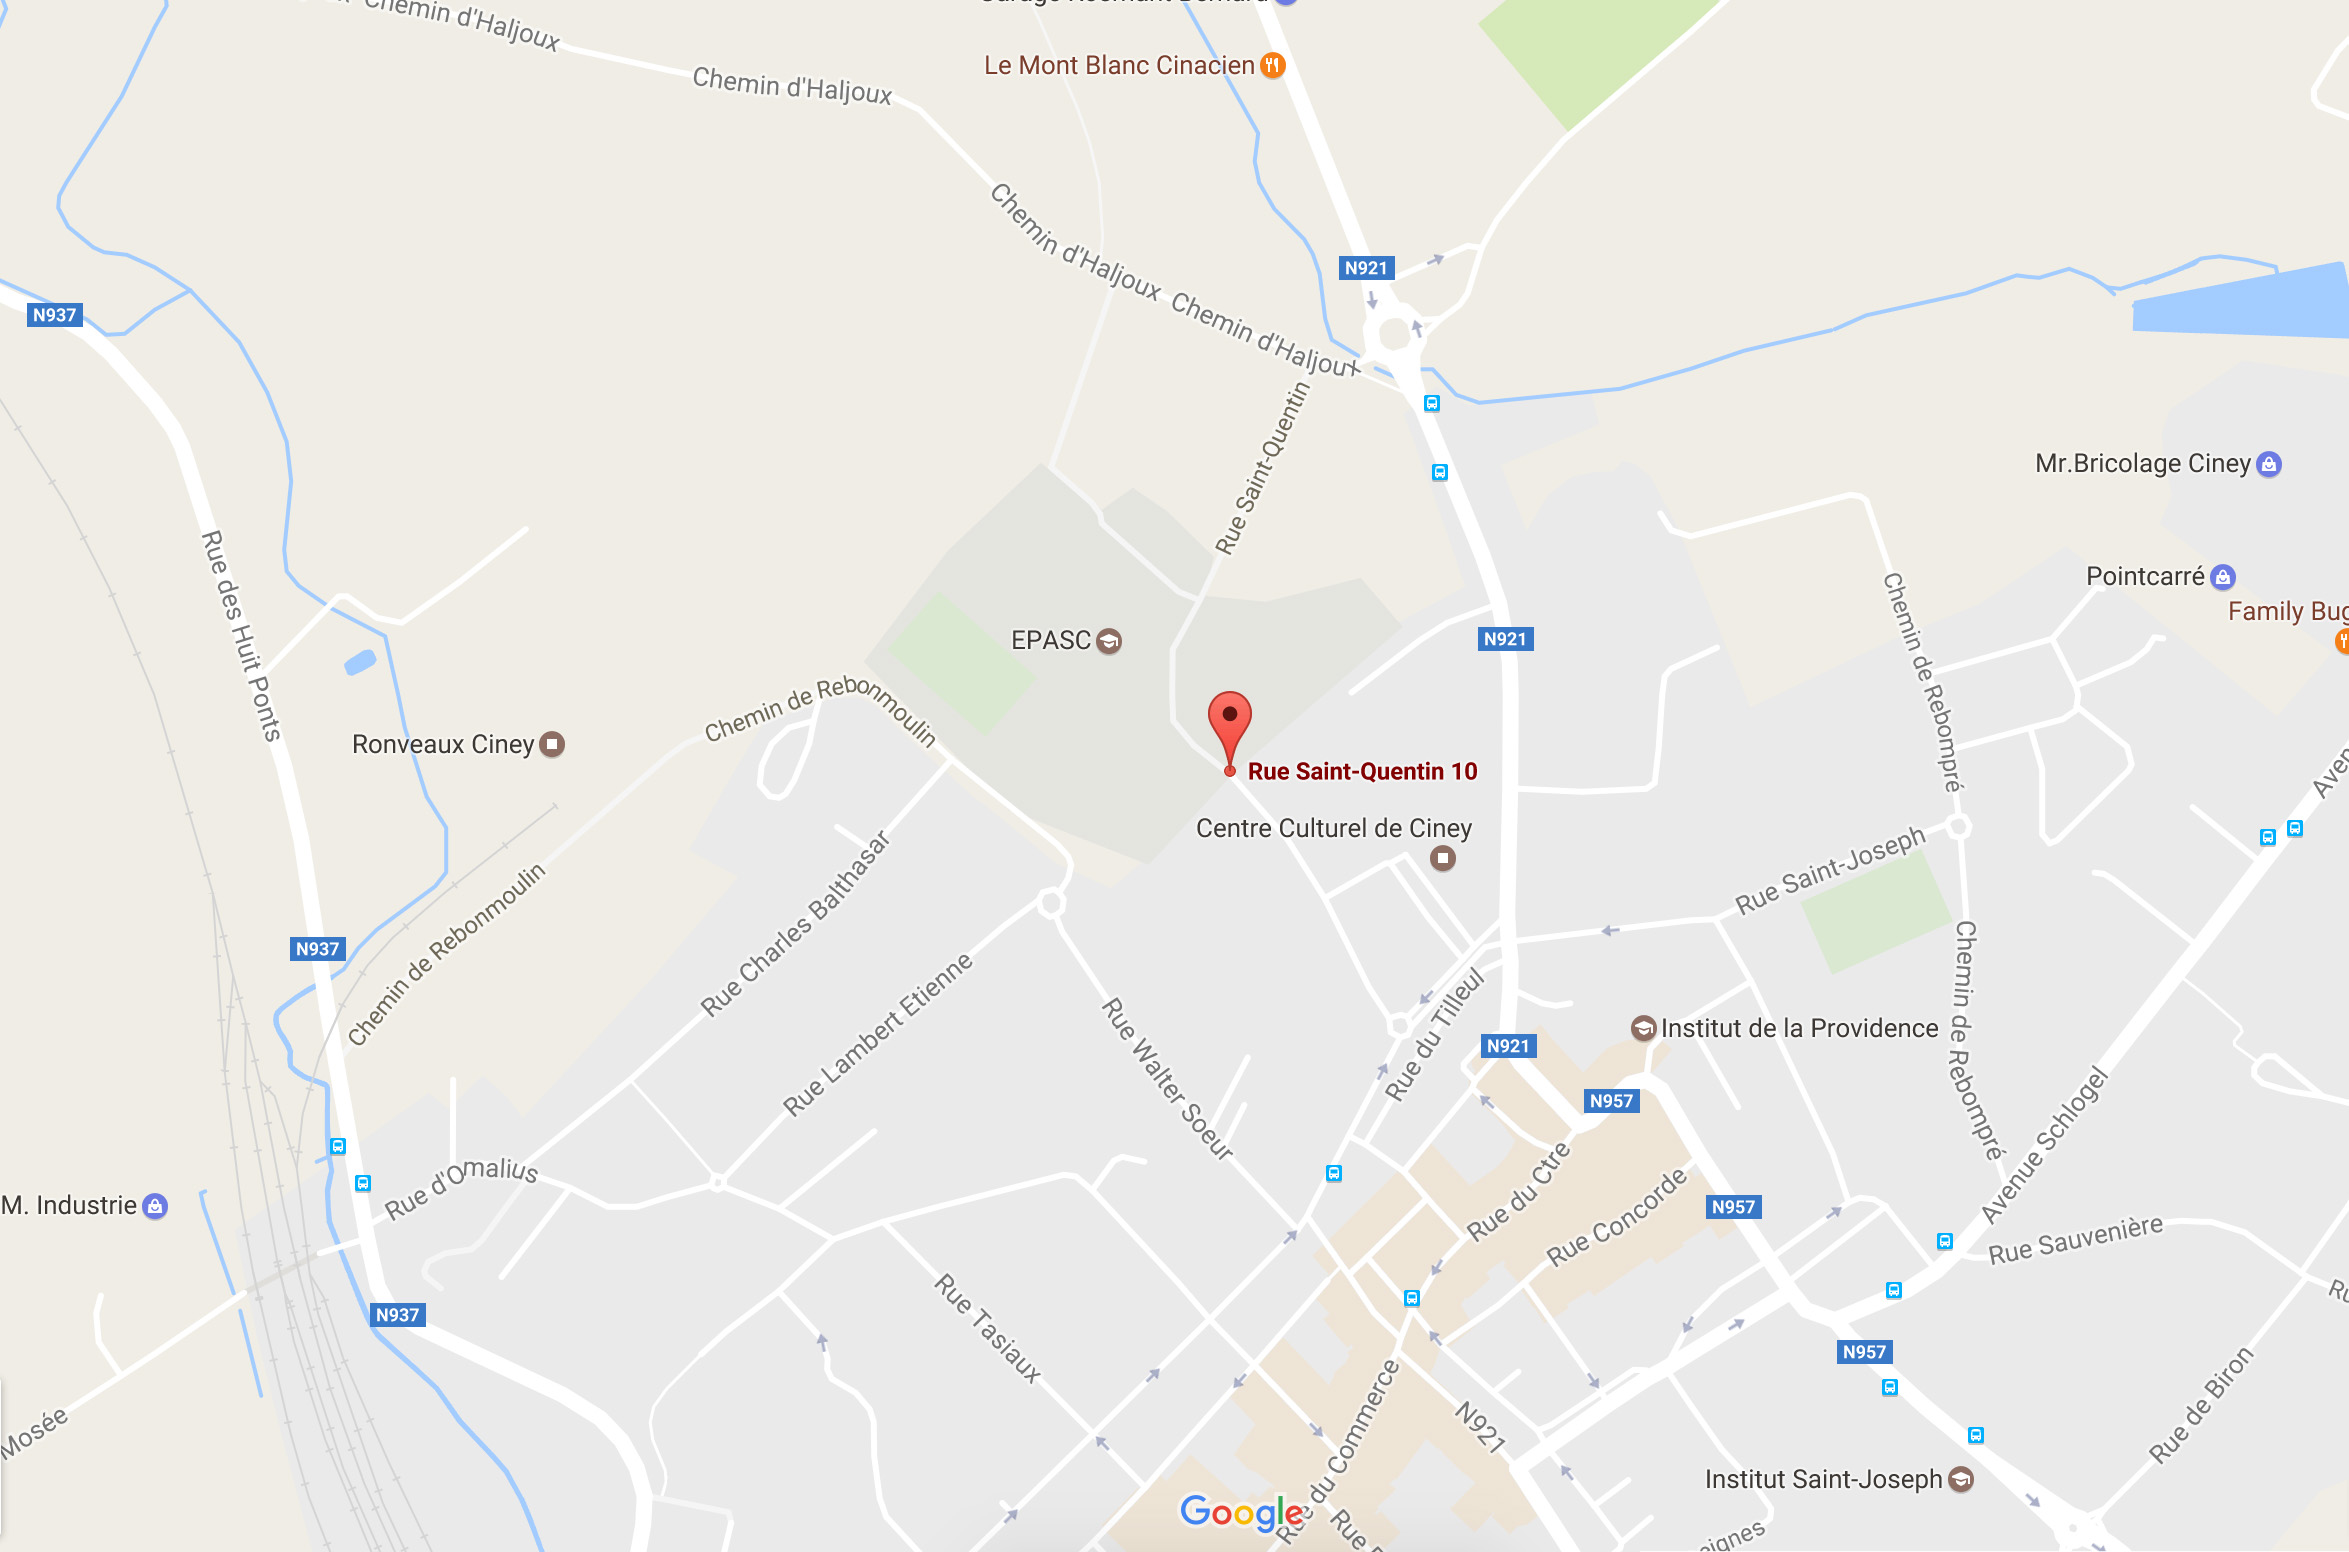 Chemin d'Haljoux
Le Mont Blanc Cinacien
Chemin d'Haljoux
Chemin d'Haljoux
Chemin d'Haljoux
N921
N937
Rue Saint-Quentin
Mr.Bricolage Ciney
Rue des Huit Ponts
Pointcarré
Family
Chemin de Rebompré
EPASC
N921
Chemin de Rebonmoulin
Ronveaux Ciney
Rue Saint-Quentin 10
Centre Culturel de Ciney
Rue Charles Balthasar
Rue Saint-Joseph
N937
Chemin de Rebonmoulin
Rue Lambert Etienne
Chemin de Rebompré
Rue Walter Soeur
Rue du Tilleul
Institut de la Providence
N921
N957
Avenue Schlogel
Rue d'Omalius
M. Industrie
Rue du Ctre
Rue Concorde
N957
Rue Sauvenière
N937
Rue Tasiaux
N957
Rue de Biron
Rue du Commerce
N921
Mosée
Institut Saint-Joseph
Google
Rue